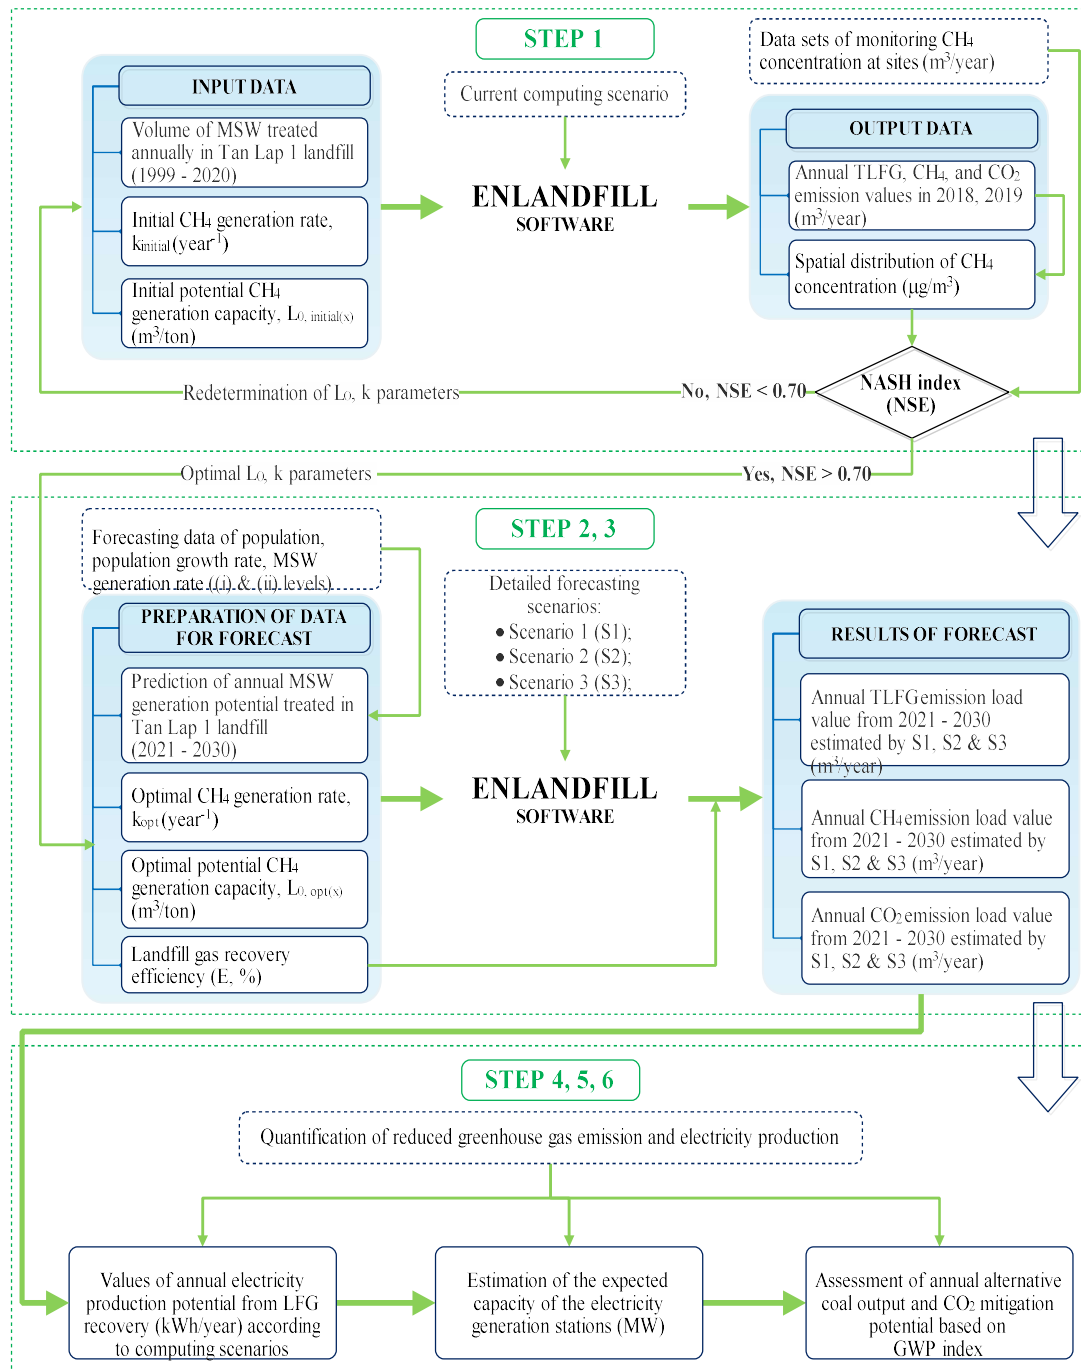 STEP 1
Data sets of monitoring CH4
concentration at sites (m3/year)
INPUT DATA
Volume of MSW treated
annually in Tan Lap 1 landfill
(1999 - 2020)
Initial CH4 generation rate,
kinitial (year-1)
Initial potential CH4
generation capacity, L0, initial(x)
(m3/ton)
Current computing scenario
ENLANDFILL
SOFTWARE
OUTPUT DATA
Annual TLFG, CH4, and CO2
emission values in 2018, 2019
(m3/year)
Spatial distribution of CH4
concentration (μg/m3)
NASH index
(NSE)
No, NSE < 0.70
Redetermination of L0, k parameters
Yes, NSE > 0.70
Optimal L0, k parameters
STEP 2, 3
Forecasting data of population,
population growth rate, MSW
generation rate ((i) & (ii) levels)
PREPARATION OF DATA
FOR FORECAST
Prediction of annual MSW
generation potential treated in
Tan Lap 1 landfill
(2021 - 2030)
Optimal CH4 generation rate,
kopt (year-1)
Optimal potential CH4
generation capacity, L0, opt(x)
(m3/ton)
Landfill gas recovery
efficiency (E, %)
Detailed forecasting
scenarios:
● Scenario 1 (S1);
● Scenario 2 (S2);
● Scenario 3 (S3);
ENLANDFILL
SOFTWARE
RESULTS OF FORECAST
Annual TLFG emission load
value from 2021 - 2030
estimated by S1, S2 & S3
(m3/year)
Annual CH4 emission load value
from 2021 - 2030 estimated by
S1, S2 & S3 (m3/year)
Annual CO2 emission load value
from 2021 - 2030 estimated by
S1, S2 & S3 (m3/year)
STEP 4, 5, 6
Quantification of reduced greenhouse gas emission and electricity production
Values of annual electricity
production potential from LFG
recovery (kWh/year) according
to computing scenarios
Estimation of the expected
capacity of the electricity
generation stations (MW)
Assessment of annual alternative
coal output and CO2 mitigation
potential based on
GWP index